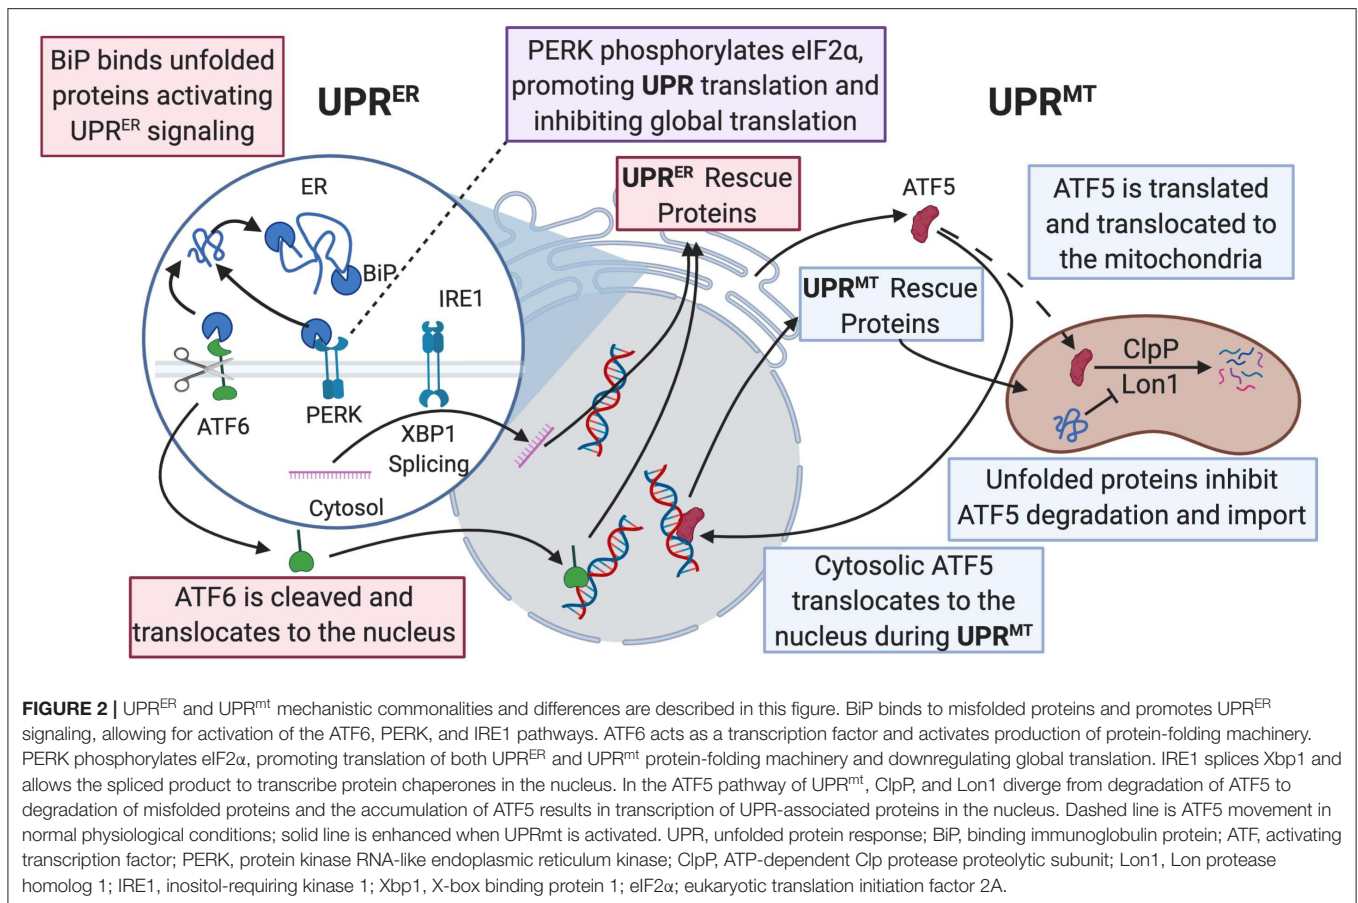 BiP binds unfolded
proteins activating
UPRER signaling
UPRER
PERK phosphorylates eIF2α,
promoting UPR translation and
inhibiting global translation
UPRMT
ER
BiP
IRE1
ATF6
PERK
XBP1
Splicing
Cytosol
UPRER Rescue
Proteins
ATF5
ATF5 is translated
and translocated to
the mitochondria
UPRMT Rescue
Proteins
ClpP
Lon1
Unfolded proteins inhibit
ATF5 degradation and import
ATF6 is cleaved and
translocates to the nucleus
Cytosolic ATF5
translocates to the
nucleus during UPRMT
FIGURE 2 | UPRER and UPRmt mechanistic commonalities and differences are described in this figure. BiP binds to misfolded proteins and promotes UPRER
signaling, allowing for activation of the ATF6, PERK, and IRE1 pathways. ATF6 acts as a transcription factor and activates production of protein-folding machinery.
PERK phosphorylates eIF2α, promoting translation of both UPRER and UPRmt protein-folding machinery and downregulating global translation. IRE1 splices Xbp1 and
allows the spliced product to transcribe protein chaperones in the nucleus. In the ATF5 pathway of UPRmt, ClpP, and Lon1 diverge from degradation of ATF5 to
degradation of misfolded proteins and the accumulation of ATF5 results in transcription of UPR-associated proteins in the nucleus. Dashed line is ATF5 movement in
normal physiological conditions; solid line is enhanced when UPRmt is activated. UPR, unfolded protein response; BiP, binding immunoglobulin protein; ATF, activating
transcription factor; PERK, protein kinase RNA-like endoplasmic reticulum kinase; ClpP, ATP-dependent Clp protease proteolytic subunit; Lon1, Lon protease
homolog 1; IRE1, inositol-requiring kinase 1; Xbp1, X-box binding protein 1; eIF2α; eukaryotic translation initiation factor 2A.